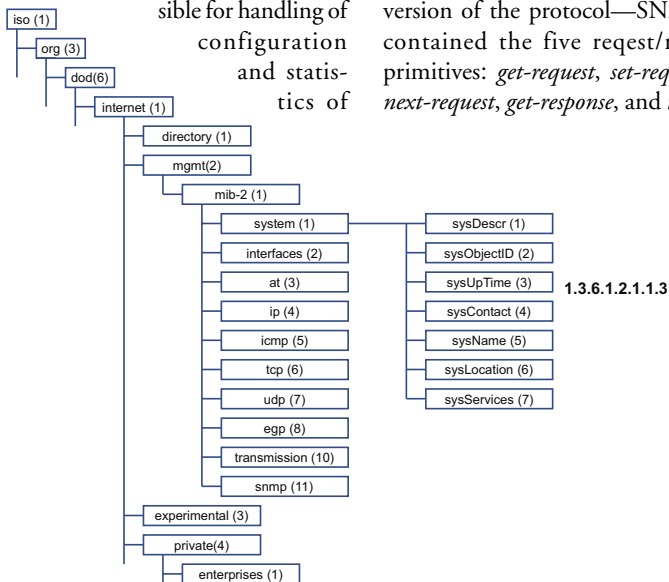 sible for handling of
configuration
and statis-
tics of
version of the protocol—SN
contained the five reqest/r
primitives: get-request, set-req
next-request, get-response, and
iso (1)
org (3)
dod(6)
internet (1)
directory (1)
mgmt(2)
mib-2 (1)
system (1)
interfaces (2)
at (3)
ip (4)
icmp (5)
tcp (6)
udp (7)
egp (8)
transmission (10)
snmp (11)
sysDescr (1)
sysObjectID (2)
sysUpTime (3)
sysContact (4)
sysName (5)
sysLocation (6)
sysServices (7)
1.3.6.1.2.1.1.3
experimental (3)
private(4)
enterprises (1)